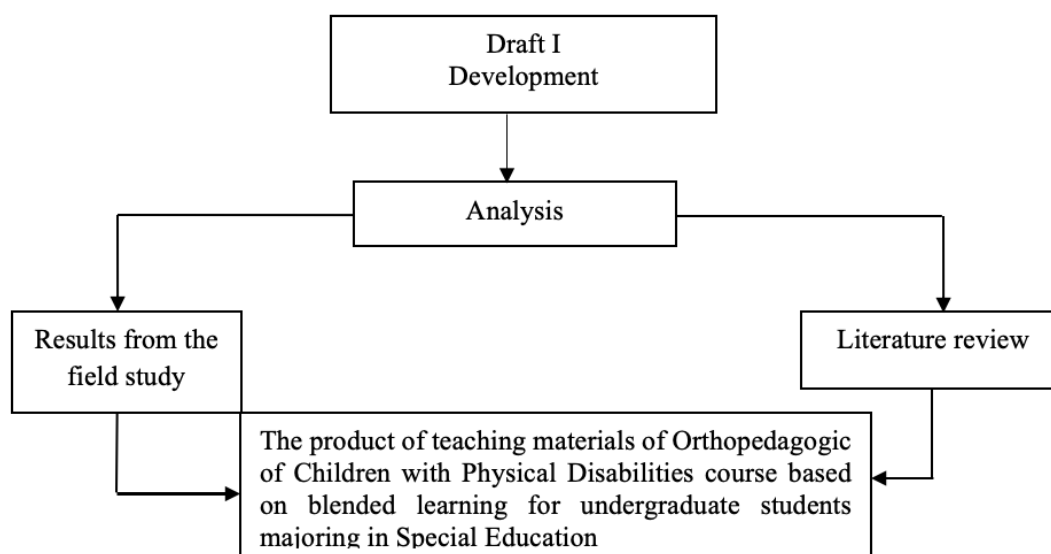 Draft I
Development
Analysis
Results from the
field study
Literature review
The product of teaching materials of Orthopedagogic
of Children with Physical Disabilities course based
on blended learning for undergraduate students
majoring in Special Education